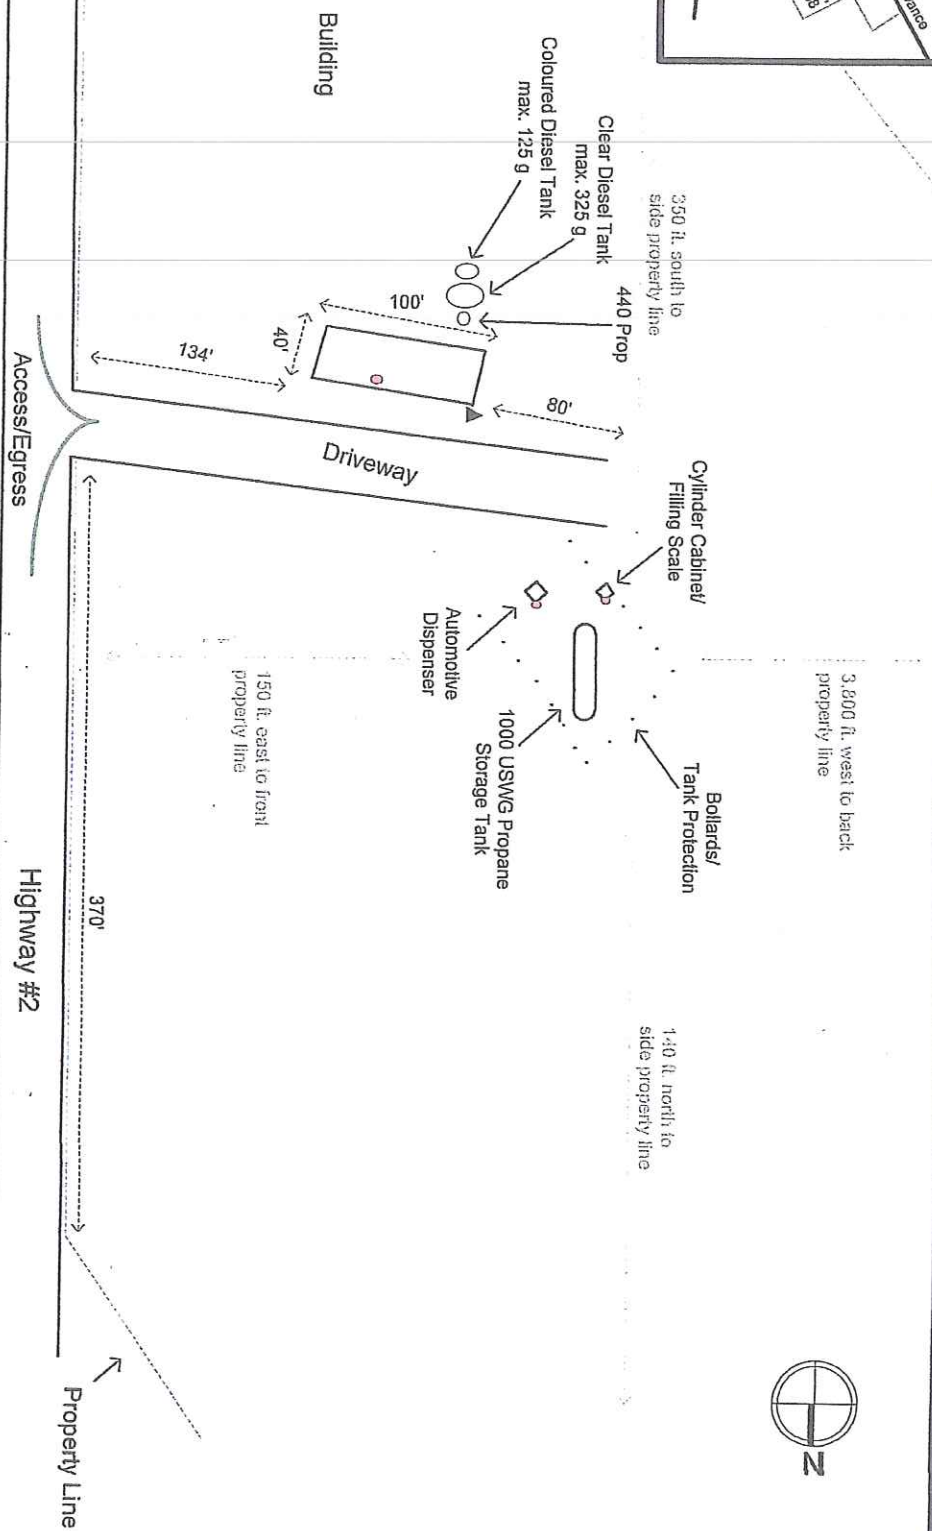 vance
Building
Coloured Diesel Tank
max. 125 g
Clear Diesel Tank
max. 325 g
440 Prop
350 ft. south to
side property line
100'
40'
134'
80'
Driveway
Access/Egress
Cylinder Cabinet/
Filling Scale
Automotive
Dispenser
1000 USWG Propane
Storage Tank
Bollards/
Tank Protection
3,800 ft. west to back
property line
150 ft. east to front
property line
140 ft. north to
side property line
370'
Highway #2
Property Line
N